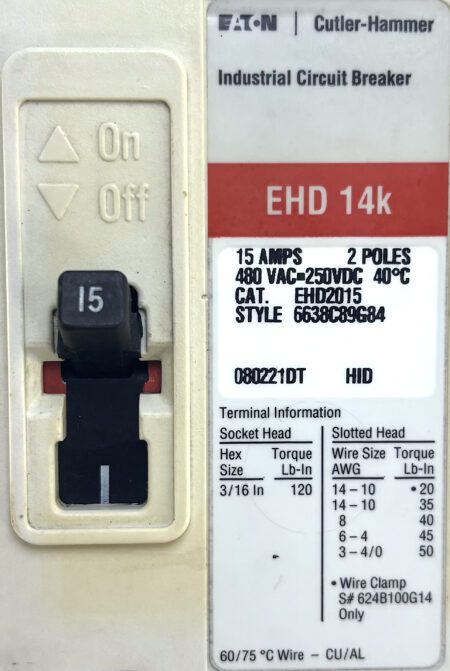 EATON | Cutler-Hammer
Industrial Circuit Breaker
On
Off
EHD 14k
15 AMPS 2 POLES
480 VAC=250VDC 40°C
CAT. EHD2015
STYLE 6638C89G84
15
080221DT HID
Terminal Information
Socket Head Slotted Head
Hex Torque Wire Size Torque
Size Lb-In AWG Lb-In
3/16 In 120 14 – 10 •20
14 – 10 35
8 40
6 – 4 45
3 – 4/0 50
• Wire Clamp
S# 624B100G14
Only
60/75 °C Wire – CU/AL